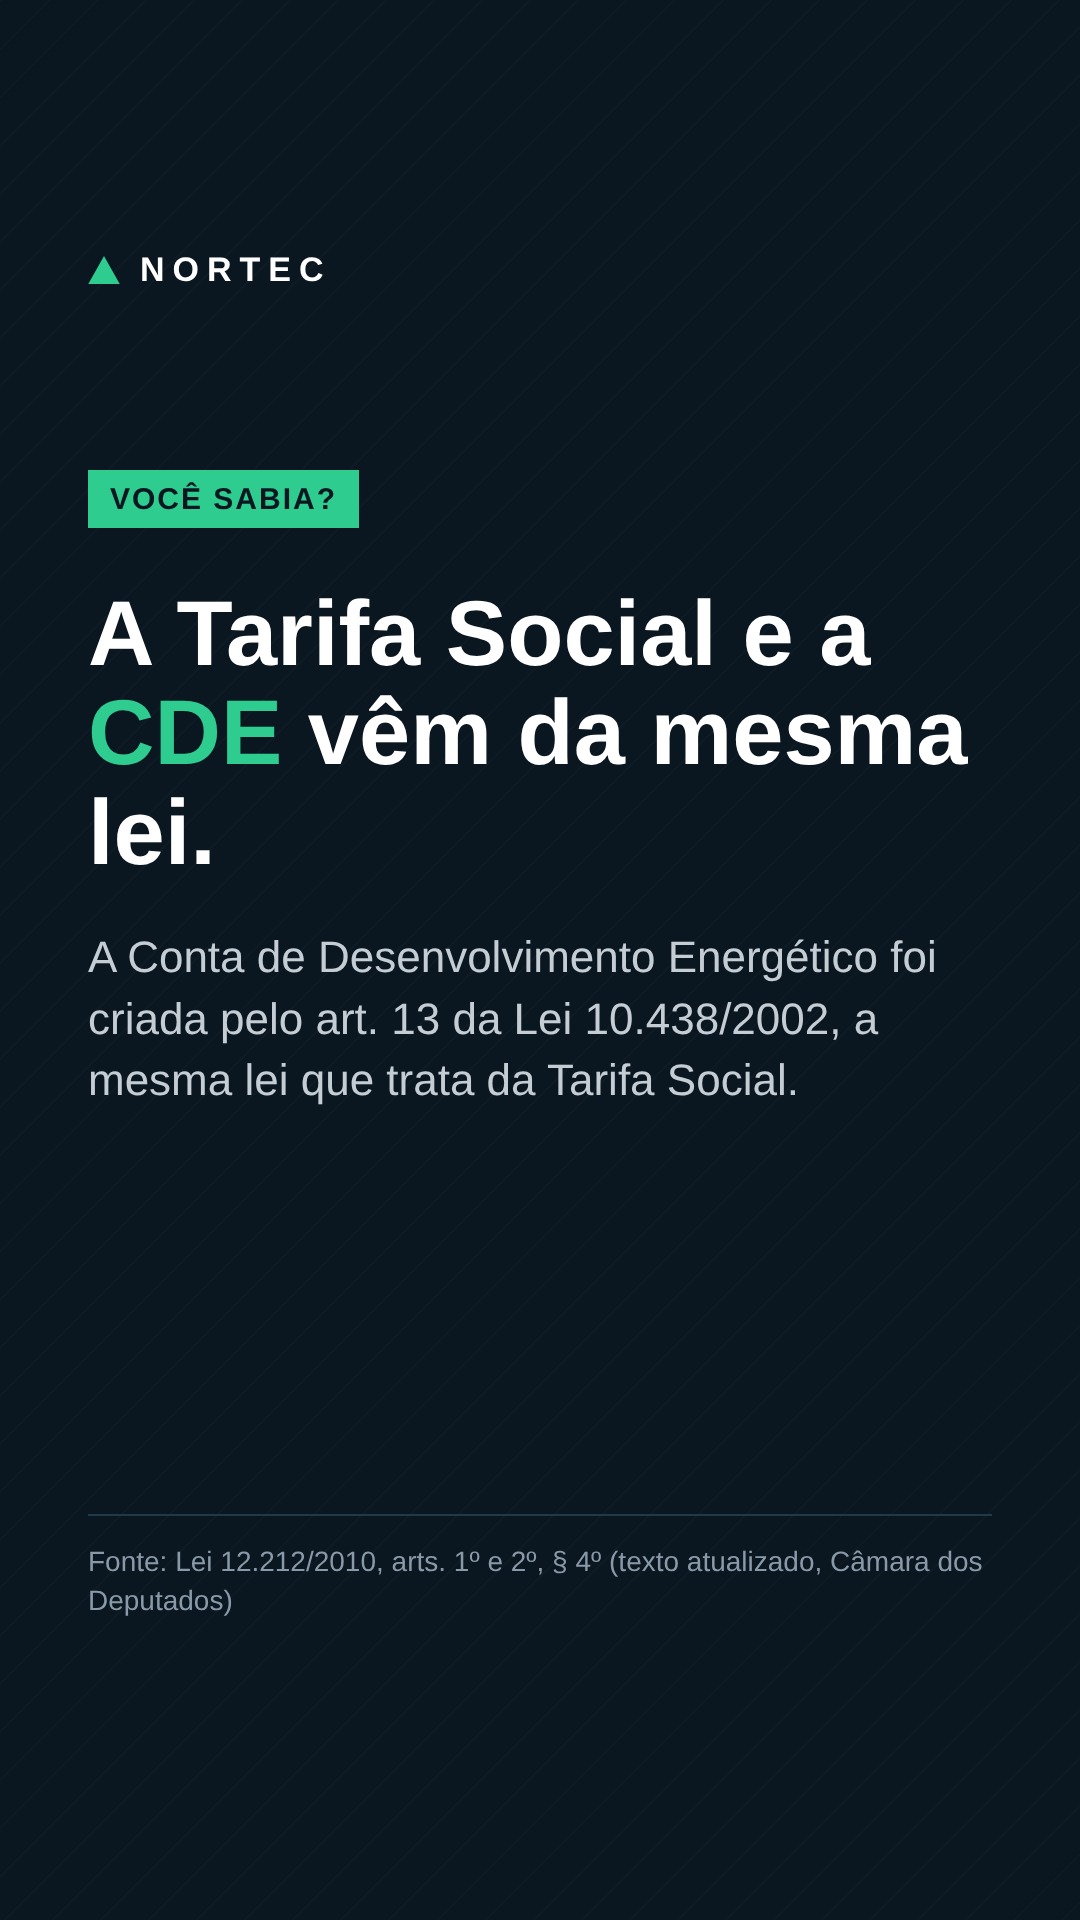 NORTEC
VOCÊ SABIA?
A Tarifa Social e a
CDE vêm da mesma
lei.
A Conta de Desenvolvimento Energético foi
criada pelo art. 13 da Lei 10.438/2002, a
mesma lei que trata da Tarifa Social.
Fonte: Lei 12.212/2010, arts. 1º e 2º, § 4º (texto atualizado, Câmara dos
Deputados)